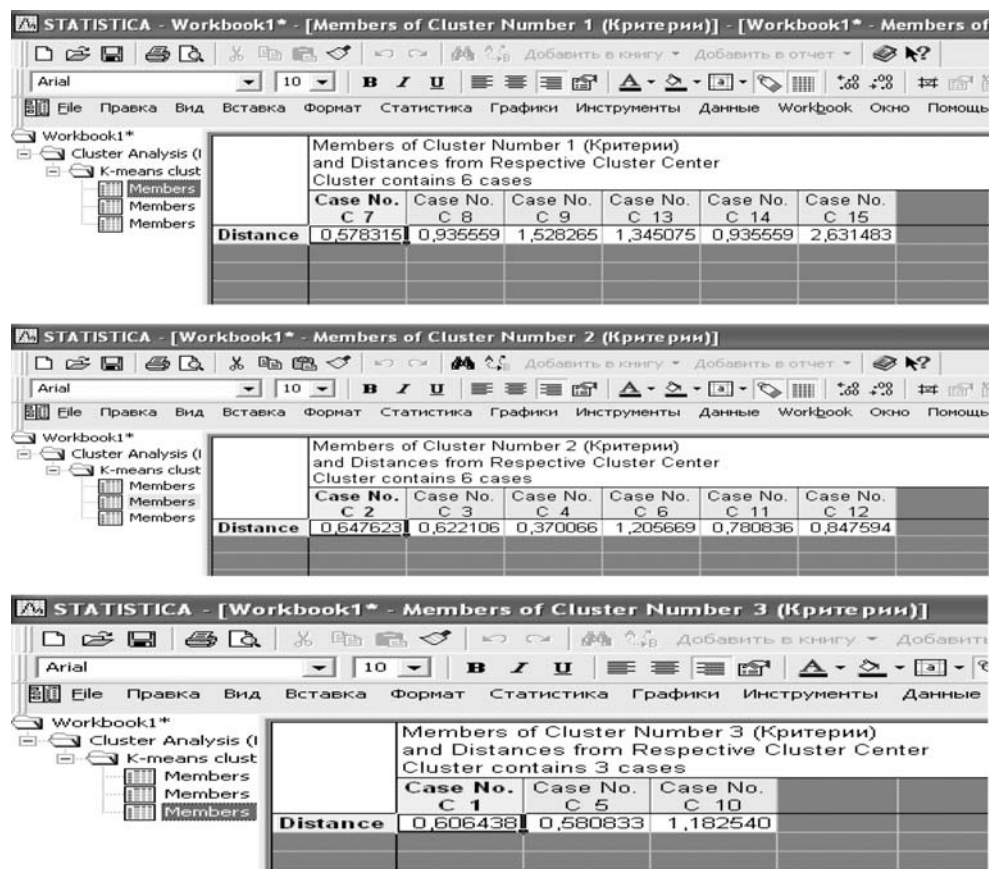 STATISTICA - Workbook1* - [Members of Cluster Number 1 (Критерии)] - [Workbook1* - Members of
Добавить в книгу Добавить в отчет
Arial 10 B I U
File Правка Вид Вставка Формат Статистика Графики Инструменты Данные Workbook Окно Помощь
Workbook1*
Cluster Analysis (I
K-means clust
Members
Members
Members
Members of Cluster Number 1 (Критерии)
and Distances from Respective Cluster Center
Cluster contains 6 cases
Case No. Case No. Case No. Case No. Case No. Case No.
C 7 C 8 C 9 C 13 C 14 C 15
Distance 0,578315 0,935559 1,528265 1,345075 0,935559 2,631483
STATISTICA - [Workbook1* - Members of Cluster Number 2 (Критерии)]
Добавить в книгу Добавить в отчет
Arial 10 B I U
File Правка Вид Вставка Формат Статистика Графики Инструменты Данные Workbook Окно Помощь
Workbook1*
Cluster Analysis (I
K-means clust
Members
Members
Members
Members of Cluster Number 2 (Критерии)
and Distances from Respective Cluster Center
Cluster contains 6 cases
Case No. Case No. Case No. Case No. Case No. Case No.
C 2 C 3 C 4 C 6 C 11 C 12
Distance 0,647623 0,622106 0,370066 1,205669 0,780836 0,847594
STATISTICA - [Workbook1* - Members of Cluster Number 3 (Критерии)]
Добавить в книгу Добавить
Arial 10 B I U
File Правка Вид Вставка Формат Статистика Графики Инструменты Данные
Workbook1*
Cluster Analysis (I
K-means clust
Members
Members
Members
Members of Cluster Number 3 (Критерии)
and Distances from Respective Cluster Center
Cluster contains 3 cases
Case No. Case No. Case No.
C 1 C 5 C 10
Distance 0,606438 0,580833 1,182540